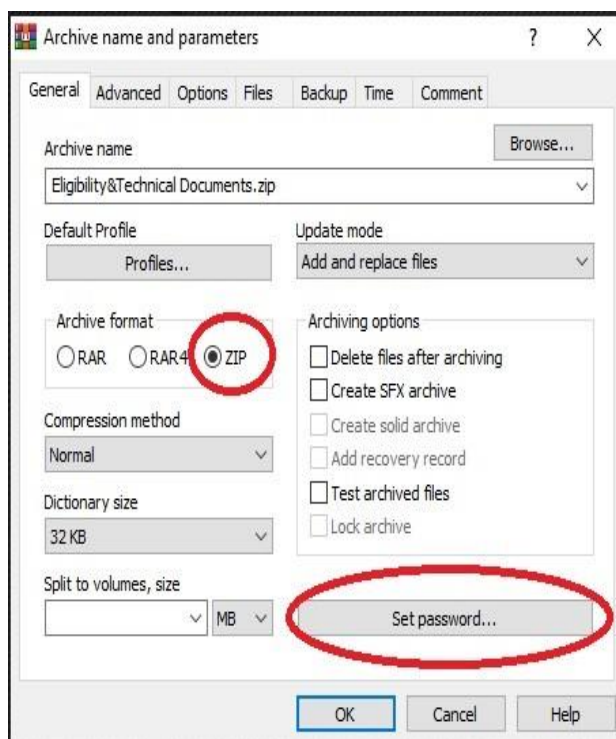 Archive name and parameters ? X
General Advanced Options Files Backup Time Comment
Archive name
Browse...
Eligibility&Technical Documents.zip
Default Profile
Profiles...
Update mode
Add and replace files
Archive format
RAR RAR4 ZIP
Compression method
Normal
Dictionary size
32 KB
Split to volumes, size
MB
Archiving options
Delete files after archiving
Create SFX archive
Create solid archive
Add recovery record
Test archived files
Lock archive
Set password...
OK Cancel Help